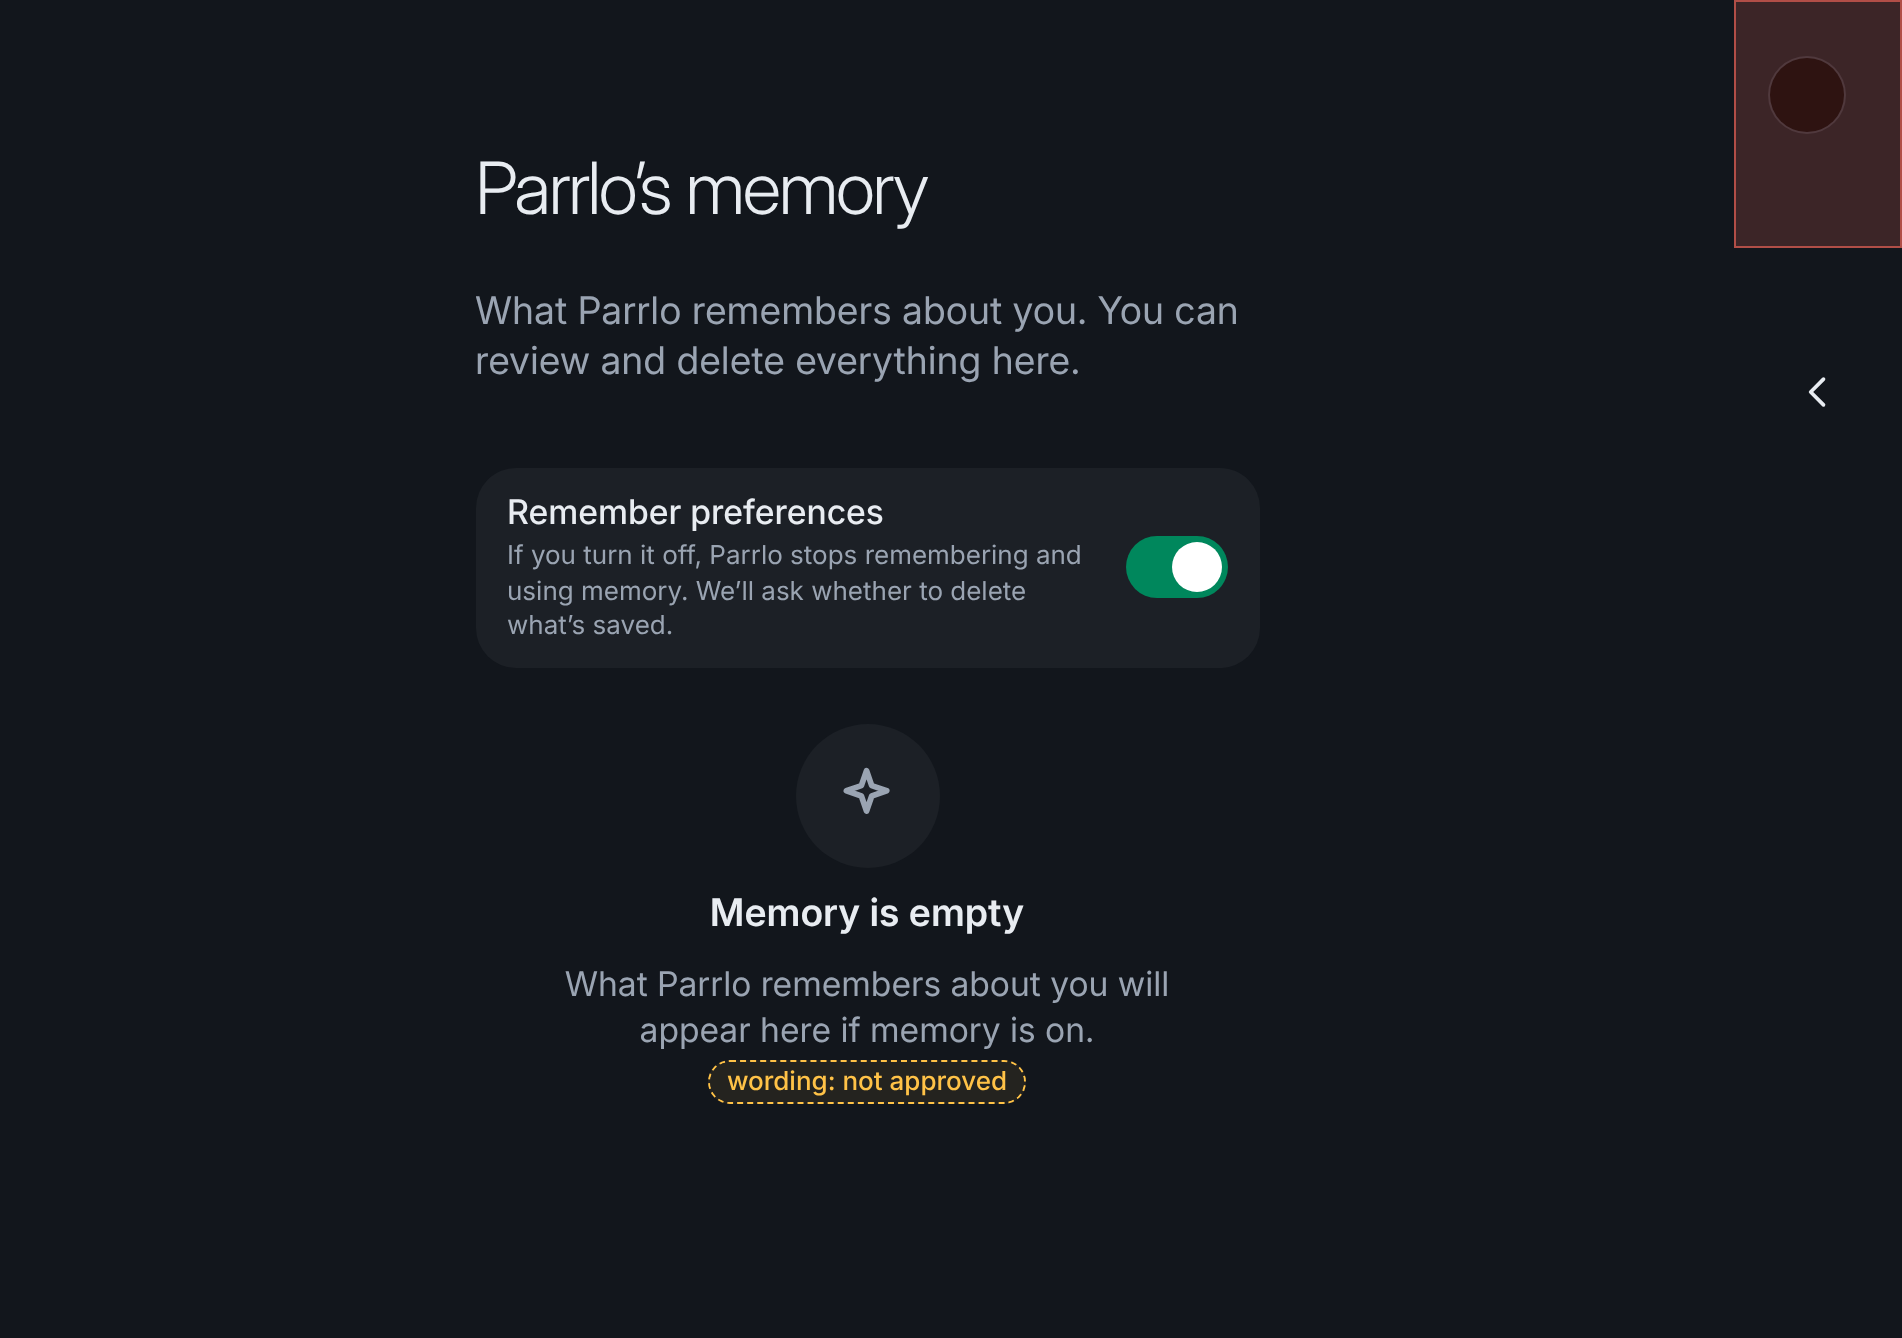 Parrlo’s memory
What Parrlo remembers about you. You can
review and delete everything here.
Remember preferences
If you turn it off, Parrlo stops remembering and
using memory. We’ll ask whether to delete
what’s saved.
Memory is empty
What Parrlo remembers about you will
appear here if memory is on.
wording: not approved